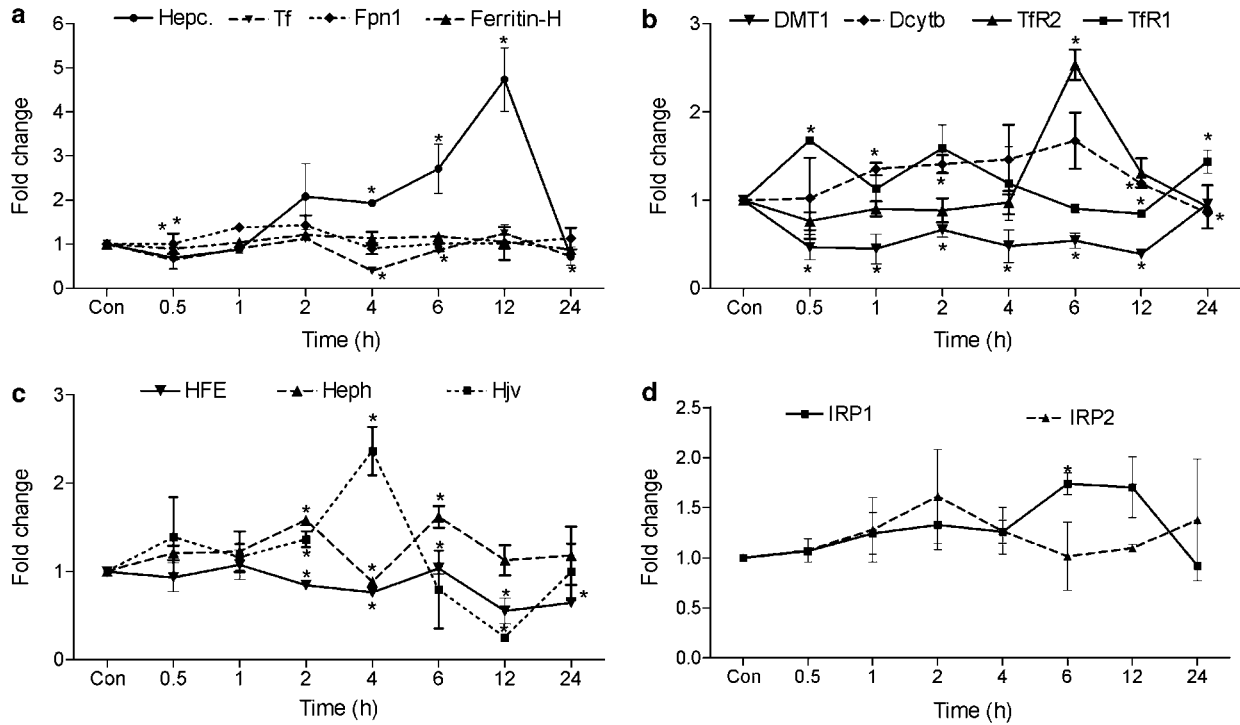 a
Hepc. Tf Fpn1 Ferritin-H
6
5
4
3
2
1
0
Fold change
* * * * * * * *
Con 0.5 1 2 4 6 12 24
Time (h)
b
DMT1 Dcytb TfR2 TfR1
3
2
1
0
Fold change
* * * * * * * * * * * * * *
Con 0.5 1 2 4 6 12 24
Time (h)
c
HFE Heph Hjv
3
2
1
0
Fold change
* * * * * * * * * * *
Con 0.5 1 2 4 6 12 24
Time (h)
d
IRP1 IRP2
2.5
2.0
1.5
1.0
0.5
0.0
Fold change
*
Con 0.5 1 2 4 6 12 24
Time (h)